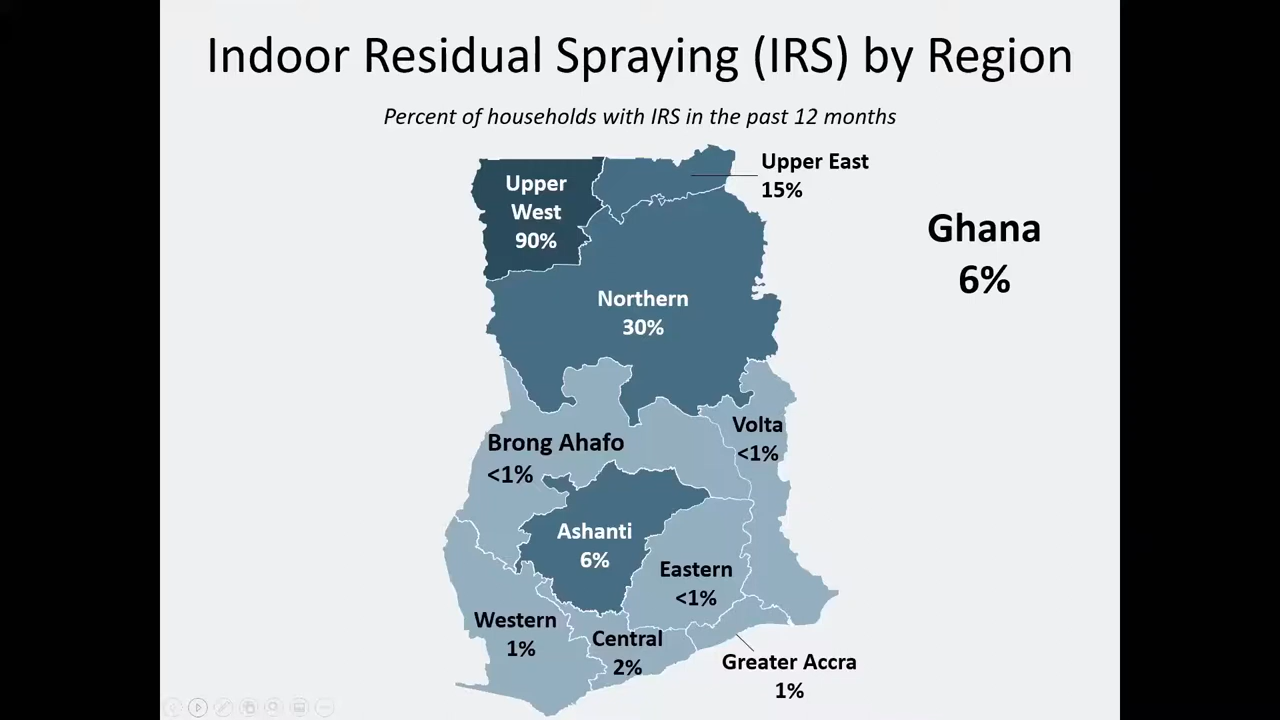 Indoor Residual Spraying (IRS) by Region
Percent of households with IRS in the past 12 months
Upper East
15%
Upper
West
90%
Ghana
6%
Northern
30%
Volta
<1%
Brong Ahafo
<1%
Ashanti
6%
Eastern
<1%
Western
1%
Central
2%
Greater Accra
1%